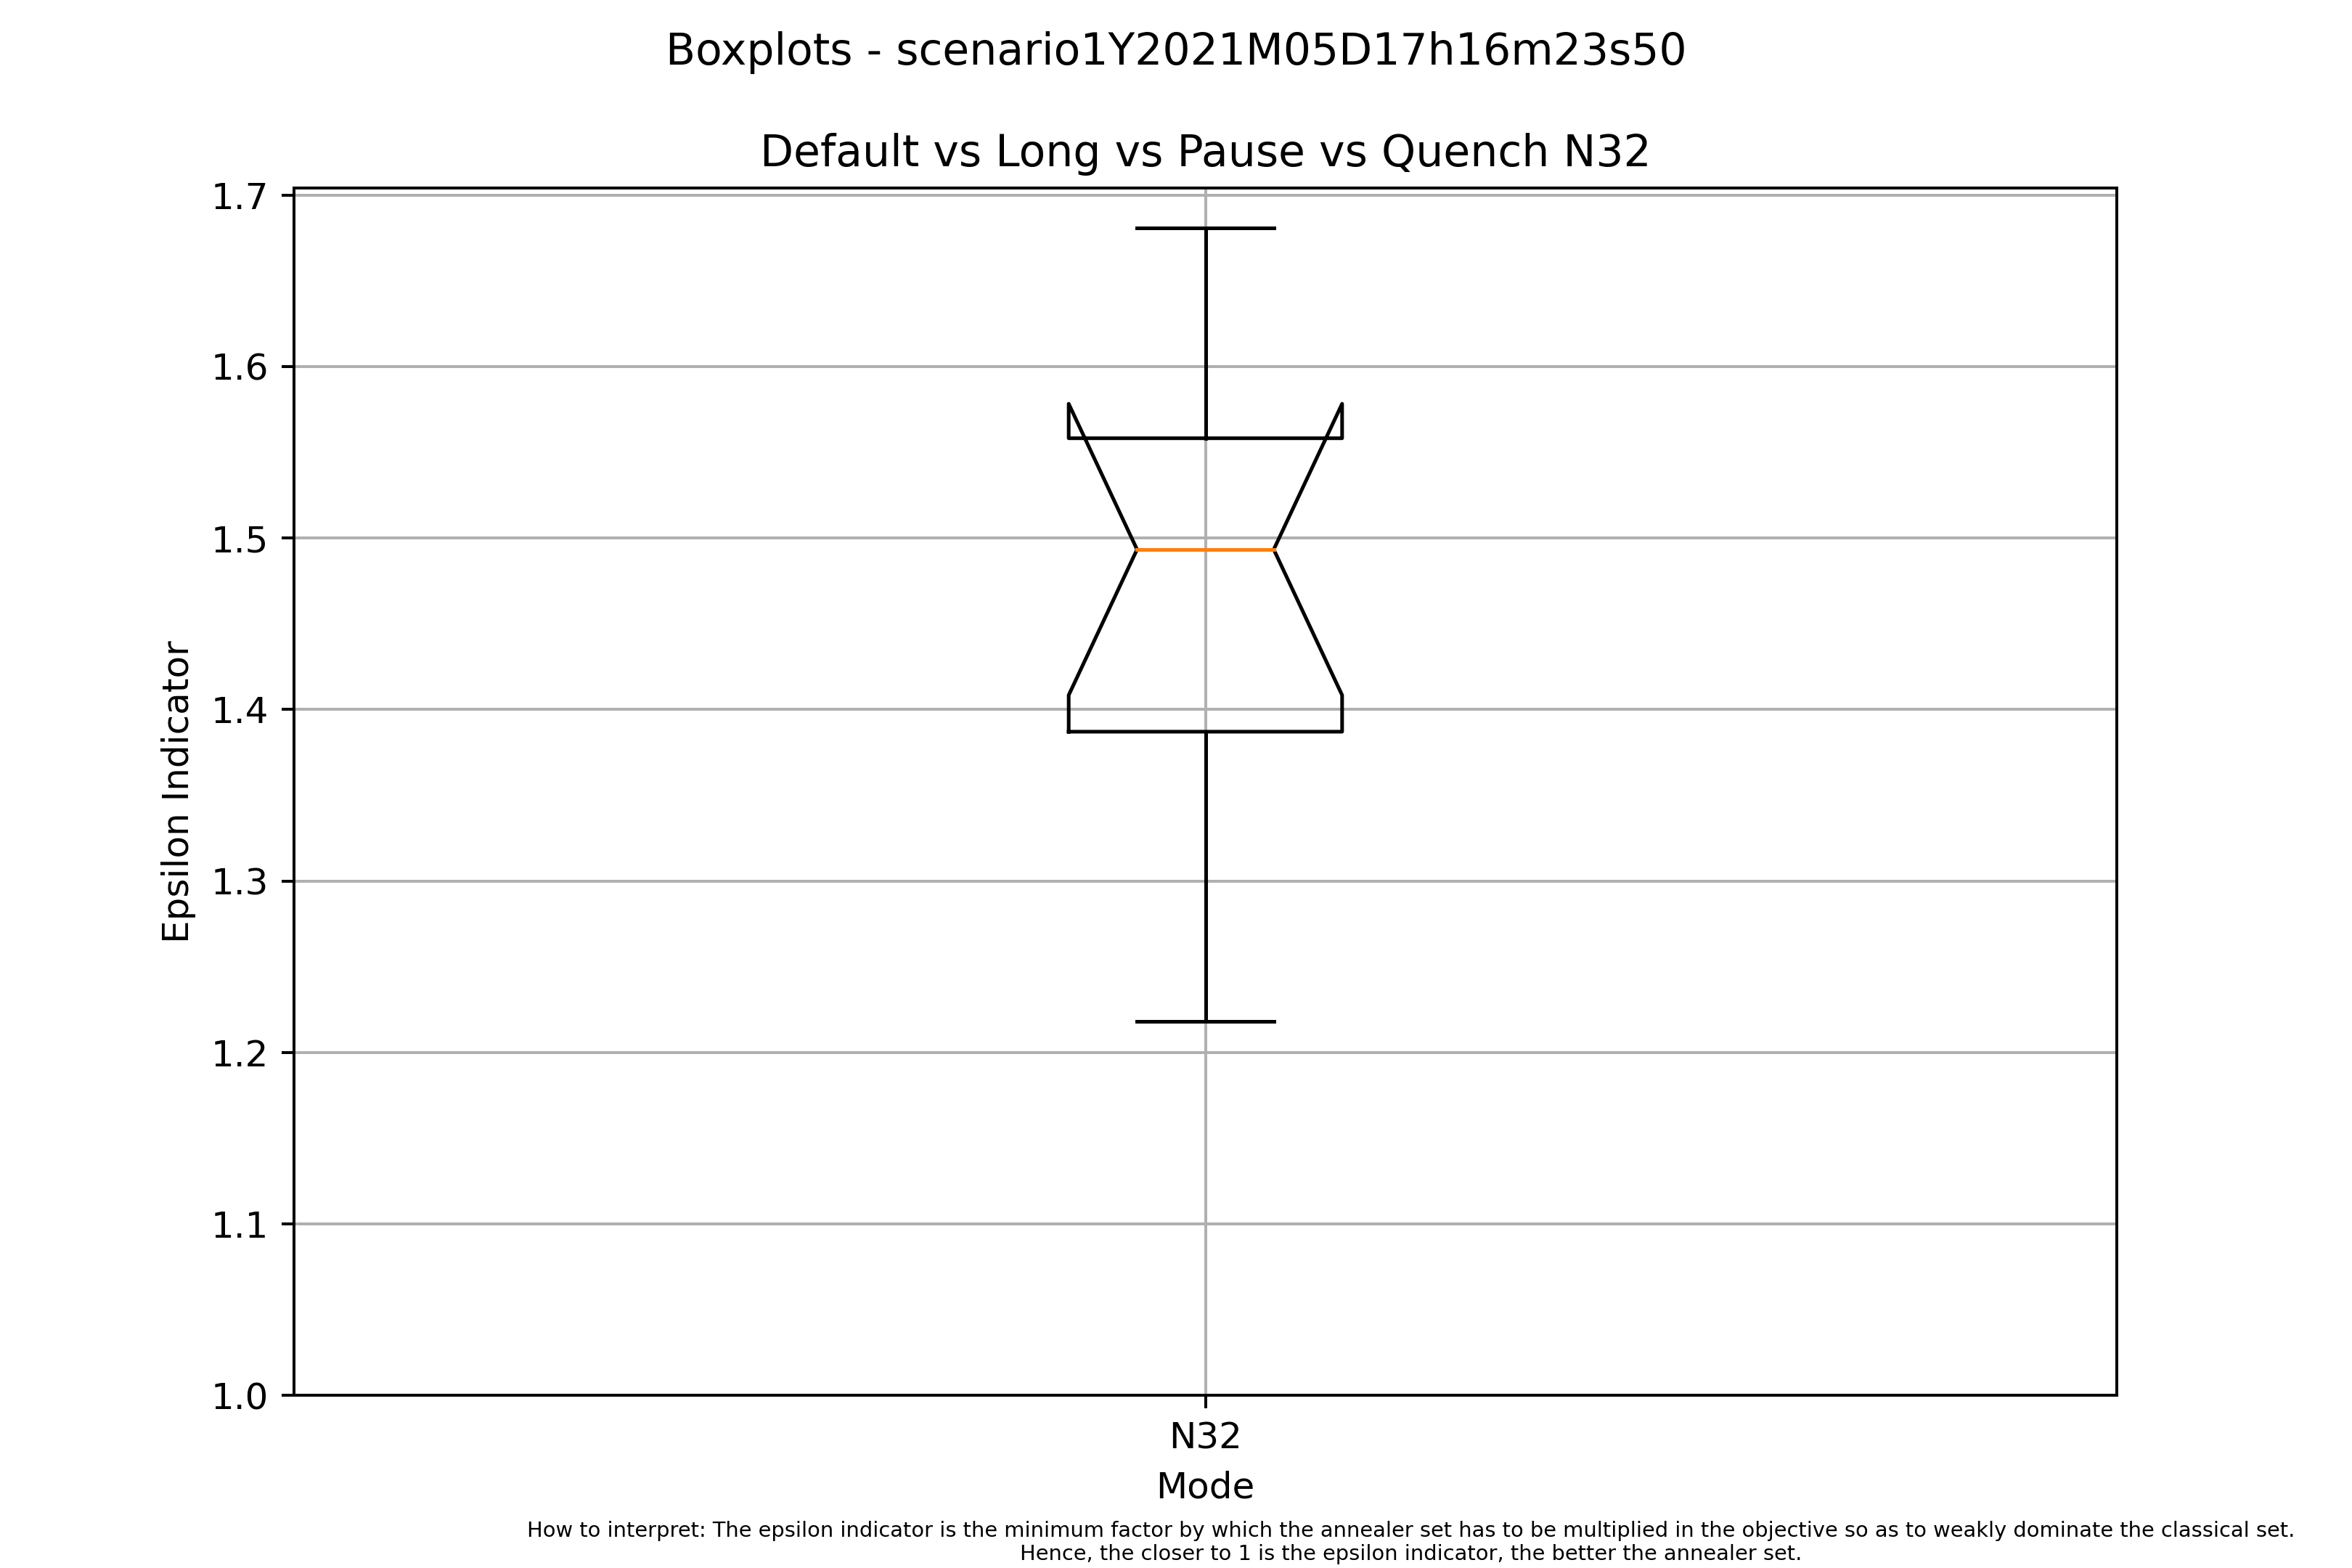 Boxplots - scenario1Y2021M05D17h16m23s50
Default vs Long vs Pause vs Quench N32
1.7
1.6
1.5
1.4
1.3
1.2
1.1
1.0
Epsilon Indicator
N32
Mode
How to interpret: The epsilon indicator is the minimum factor by which the annealer set has to be multiplied in the objective so as to weakly dominate the classical set.
Hence, the closer to 1 is the epsilon indicator, the better the annealer set.